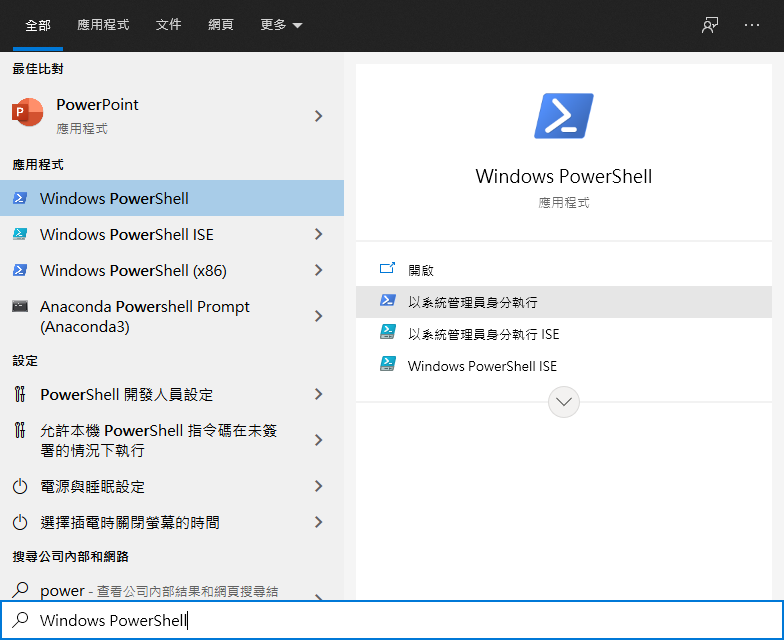 全部 應用程式 文件 網頁 更多
最佳比對
PowerPoint
應用程式
應用程式
Windows PowerShell
Windows PowerShell ISE
Windows PowerShell (x86)
Anaconda Powershell Prompt
(Anaconda3)
設定
PowerShell 開發人員設定
允許本機 PowerShell 指令碼在未簽
署的情況下執行
電源與睡眠設定
選擇插電時關閉螢幕的時間
搜尋公司內部和網路
power - 查看公司內部結果和網頁搜尋結
Windows PowerShell
Windows PowerShell
應用程式
開啟
以系統管理員身分執行
以系統管理員身分執行 ISE
Windows PowerShell ISE